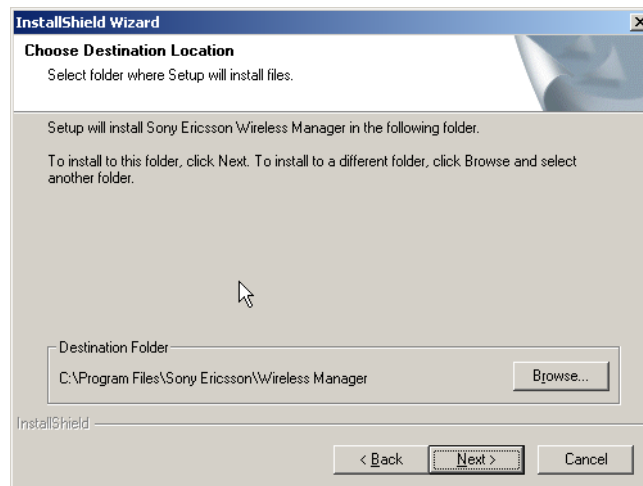 InstallShield Wizard
Choose Destination Location
Select folder where Setup will install files.
Setup will install Sony Ericsson Wireless Manager in the following folder.
To install to this folder, click Next. To install to a different folder, click Browse and select
another folder.
Destination Folder
C:\Program Files\Sony Ericsson\Wireless Manager
Browse...
InstallShield
< Back
Next >
Cancel